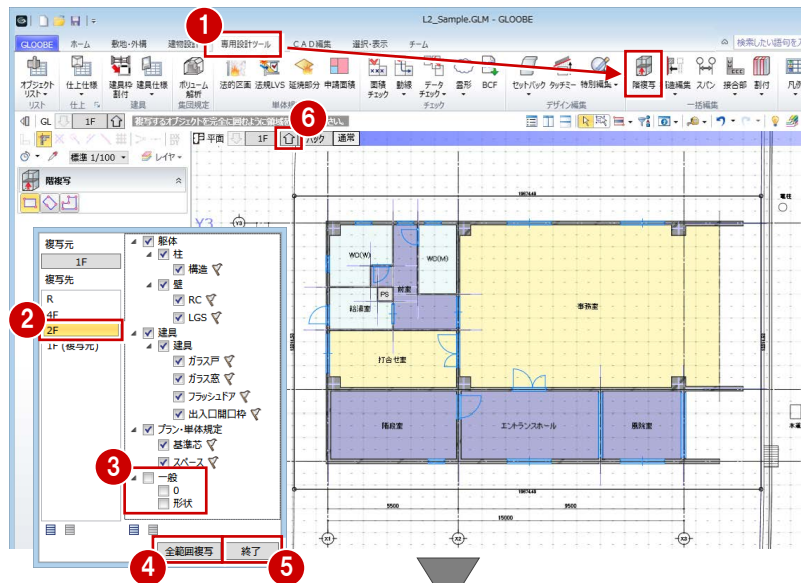 L2_Sample.GLM - GLOOBE
1
GLOOBE ホーム 敷地・外構 建物設計 専用設計ツール CAD編集 選択・表示 チーム
検索したい語句を入
オブジェクトリスト 仕上仕様 建具枠割付 建具仕様 ボリューム解析 法的区画 法規LVS 延焼部分 申請面積 面積チェック 動線 データチェック 雲形 BCF セットバック タッチミー 特別編集 階複写 スパン 接合部 割付 凡例
リスト 仕上 建具 集団規定 チェック デザイン編集 一括編集
GL 1F
6
平面 1F 通常
標準 1/100 レイヤー
階複写
複写元
1F
複写先
R
4F
2
2F
1F (複写元)
躯体
柱
構造
壁
RC
LGS
建具
建具
ガラス戸
ガラス窓
フラッシュドア
出入口開口枠
プラン・単体規定
基準芯
スペース
3
一般
0
形状
全範囲複写 終了
4
5
Y3
WC(W)
WC(M)
前室
PS
給湯室
事務室
打合せ室
階段室
エントランスホール
風除室
電柱
5500 9500
15000
X1 X2 X3